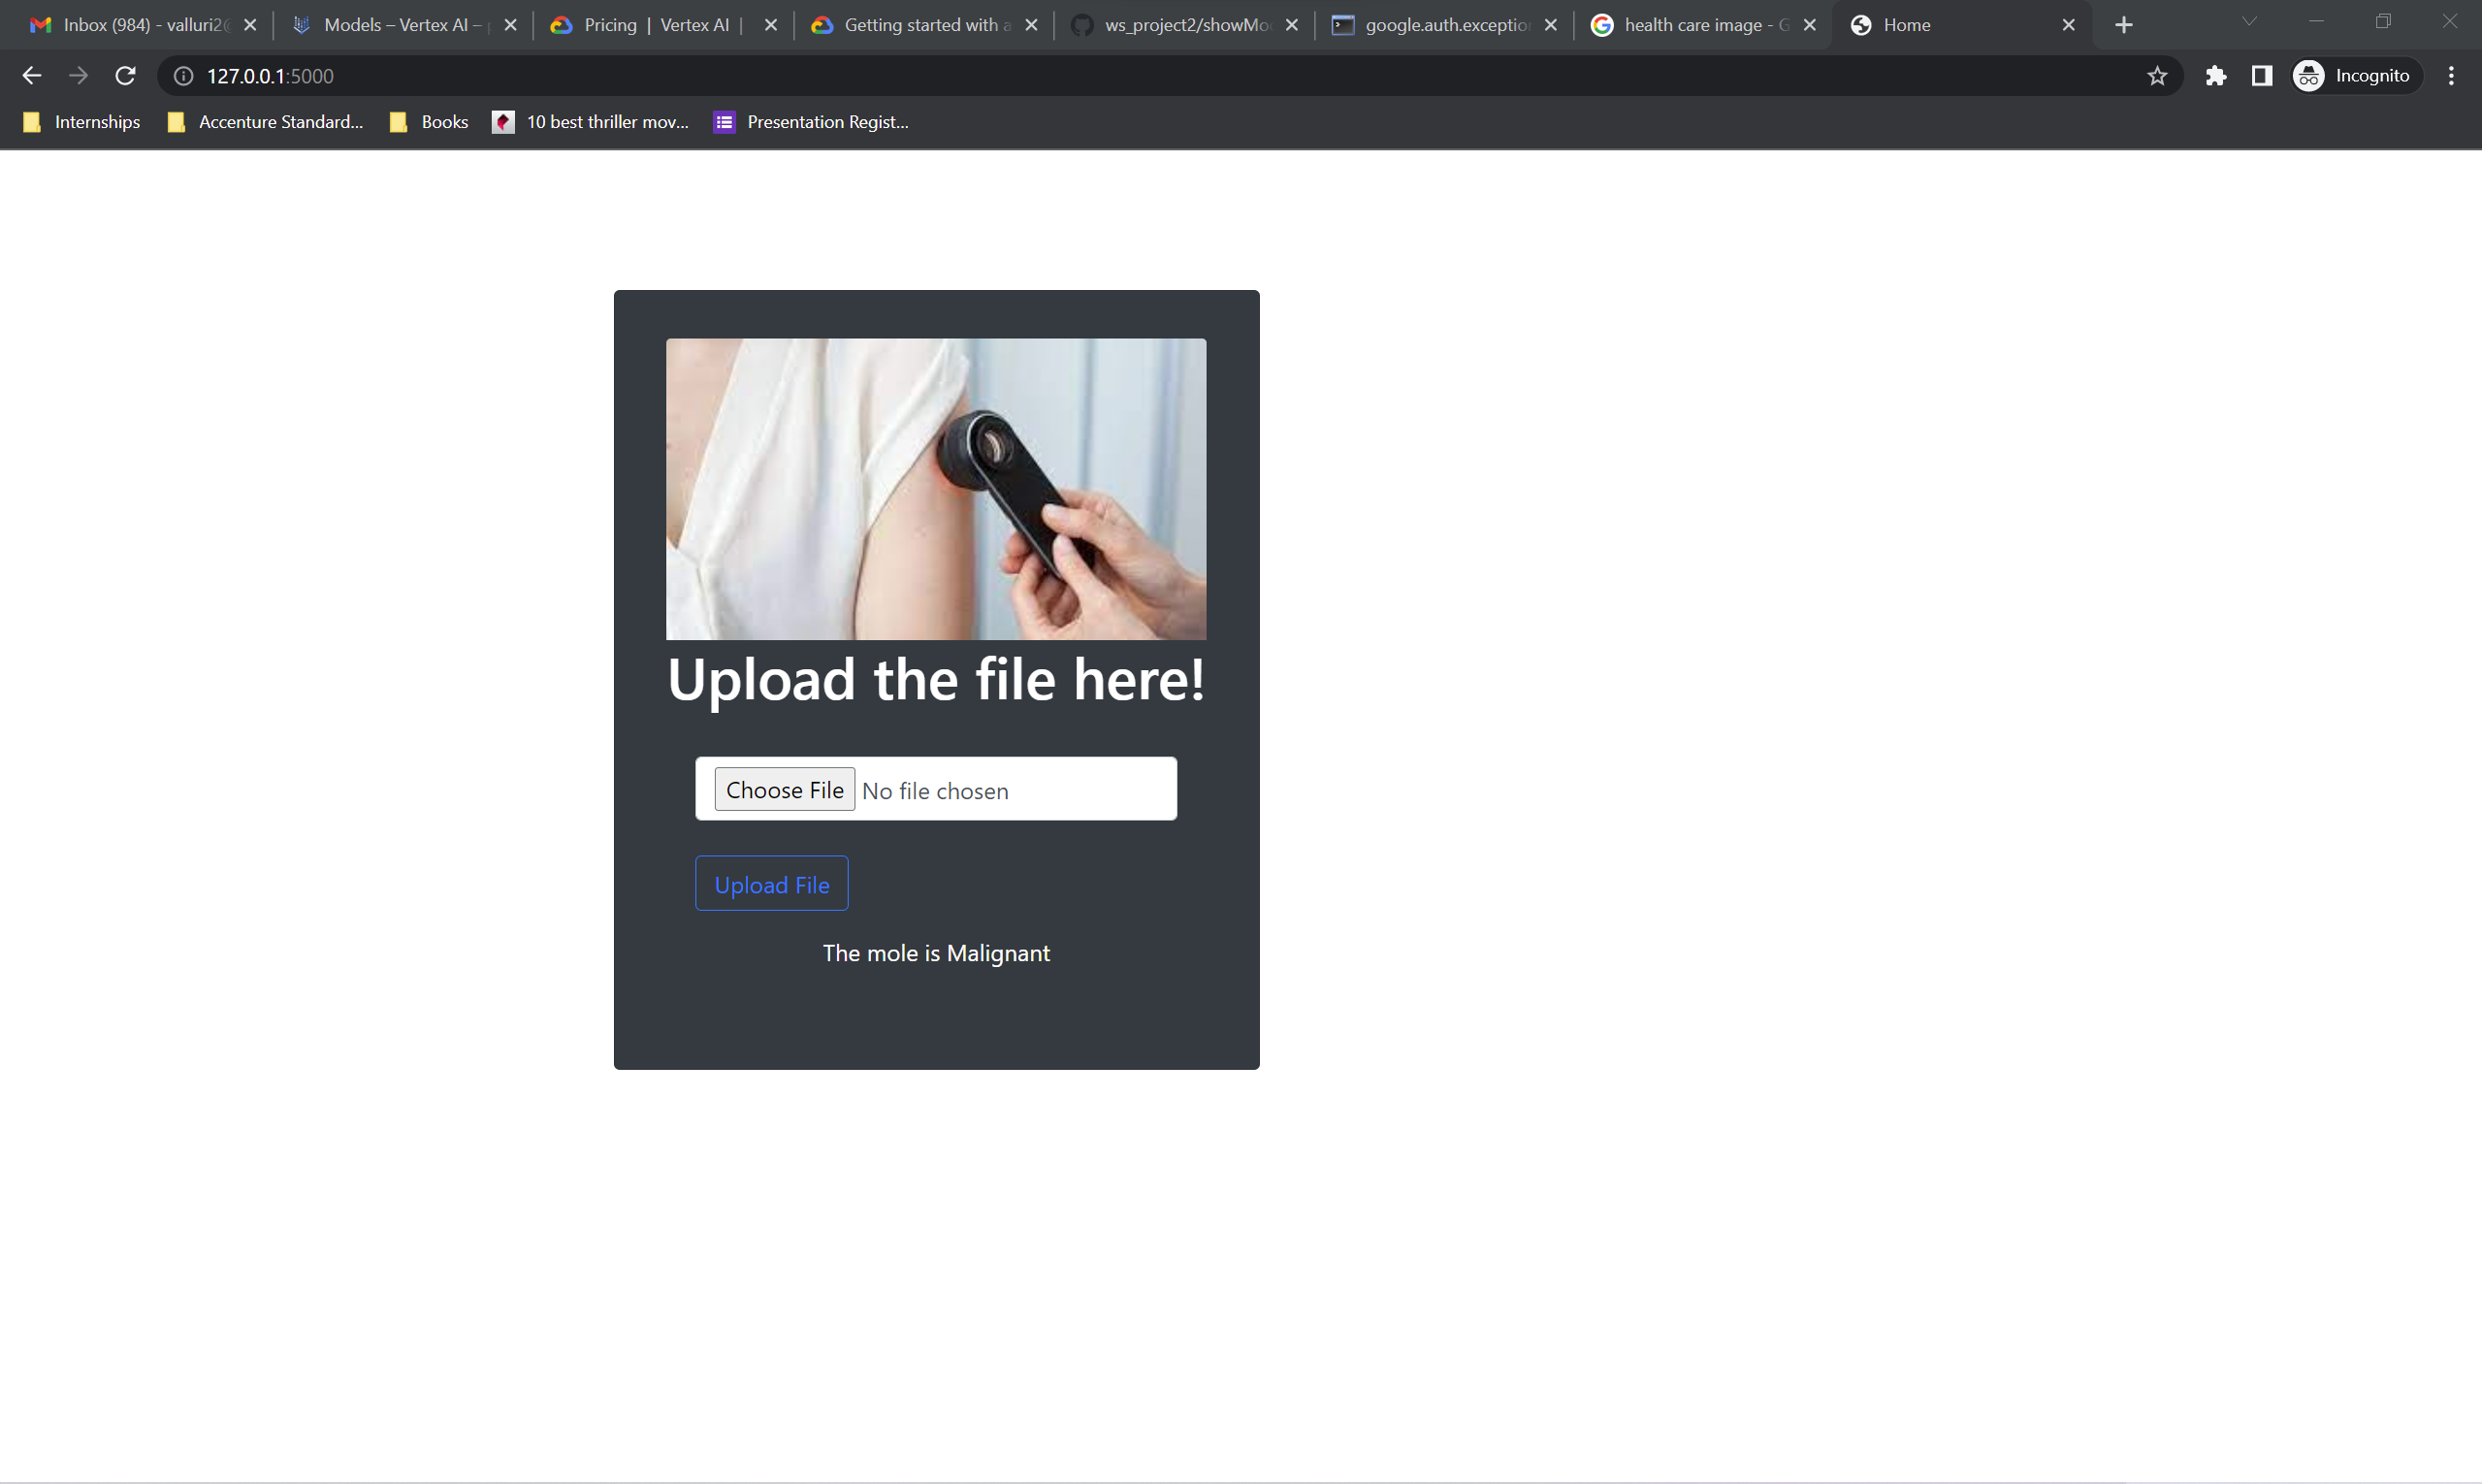 Inbox (984) - valluri2
Models – Vertex AI –
Pricing | Vertex AI |
Getting started with a
ws_project2/showMo
google.auth.exceptio
health care image - G
Home
127.0.0.1:5000
Incognito
Internships
Accenture Standard...
Books
10 best thriller mov...
Presentation Regist...
Upload the file here!
Choose File No file chosen
Upload File
The mole is Malignant